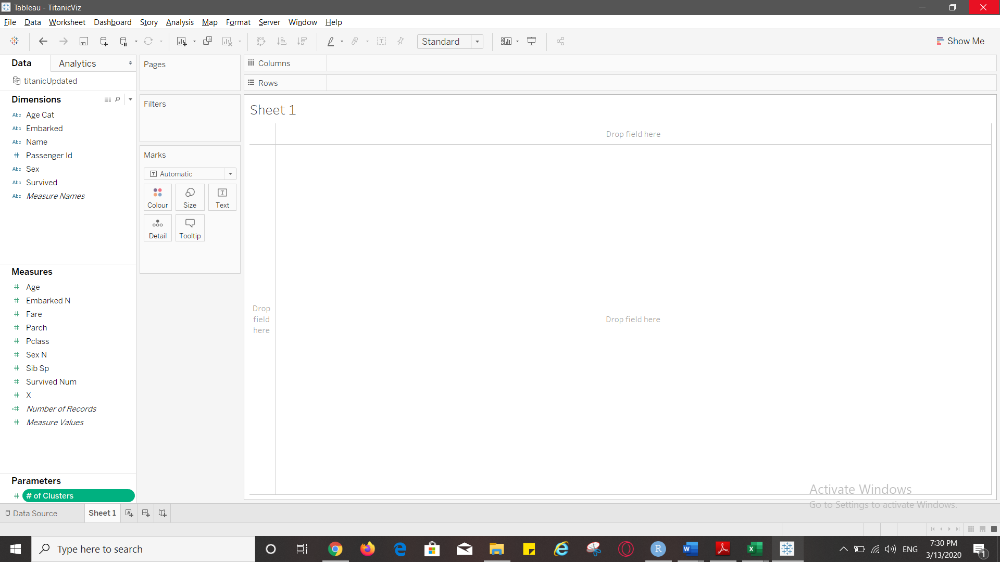 Tableau - TitanicViz
File Data Worksheet Dashboard Story Analysis Map Format Server Window Help
Standard
Show Me
Data Analytics
titanicUpdated
Dimensions
Abc Age Cat
Abc Embarked
Abc Name
# Passenger Id
Abc Sex
Abc Survived
Abc Measure Names
Measures
# Age
# Embarked N
# Fare
# Parch
# Pclass
# Sex N
# Sib Sp
# Survived Num
# X
=# Number of Records
# Measure Values
Parameters
# # of Clusters
Pages
Filters
Marks
T Automatic
Colour Size Text
Detail Tooltip
Columns
Rows
Sheet 1
Drop field here
Drop
field
here
Drop field here
Activate Windows
Go to Settings to activate Windows.
Data Source Sheet 1
Type here to search
ENG
7:30 PM
3/13/2020
1